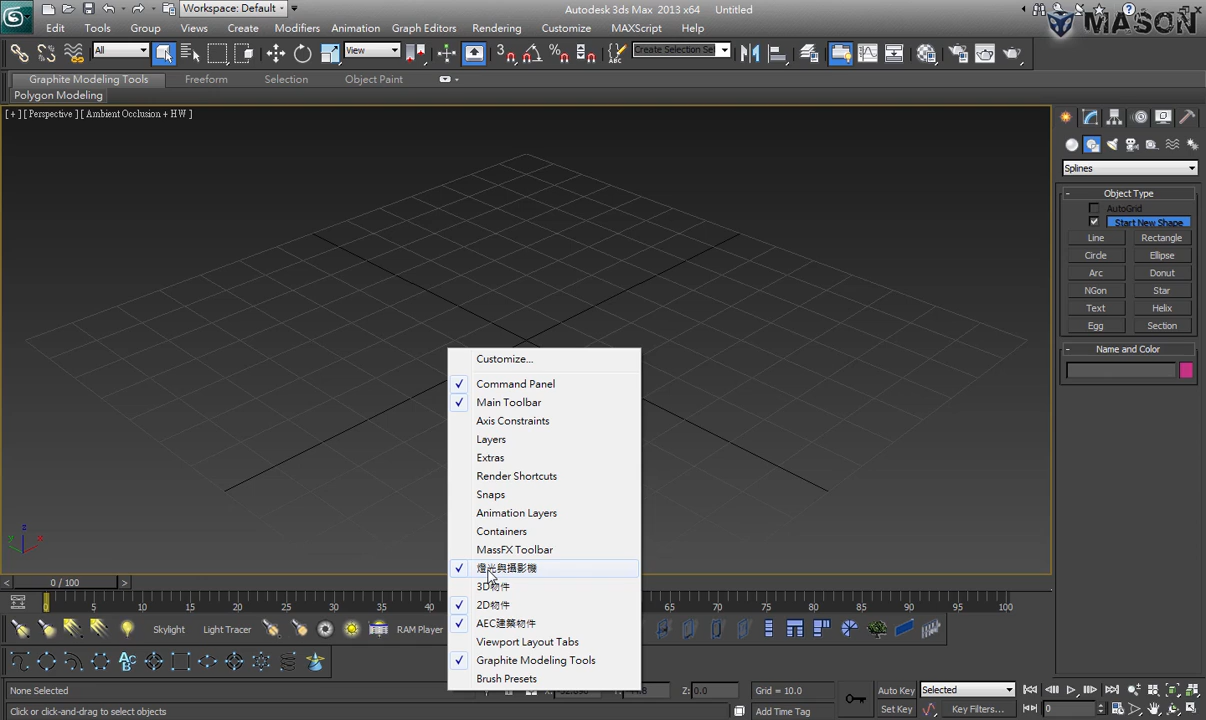 Workspace: Default
Autodesk 3ds Max  2013 x64    Untitled
MASON
Edit Tools Group Views Create Modifiers Animation Graph Editors Rendering Customize MAXScript Help
All
View
Create Selection Se
Graphite Modeling Tools Freeform Selection Object Paint
Polygon Modeling
[ + ] [ Perspective ] [ Ambient Occlusion + HW ]
Splines
- Object Type
AutoGrid
Start New Shape
Line Rectangle
Circle Ellipse
Arc Donut
NGon Star
Text Helix
Egg Section
- Name and Color
Customize...
Command Panel
Main Toolbar
Axis Constraints
Layers
Extras
Render Shortcuts
Snaps
Animation Layers
Containers
MassFX Toolbar
燈光與攝影機
3D物件
2D物件
AEC建築物件
Viewport Layout Tabs
Graphite Modeling Tools
Brush Presets
< 0 / 100 >
0 5 10 15 20 25 30 35 40 65 70 75 80 85 90 95 100
Skylight Light Tracer RAM Player
None Selected
Z: 0.0 Grid = 10.0 Auto Key Selected
Click or click-and-drag to select objects
Add Time Tag Set Key Key Filters... 0